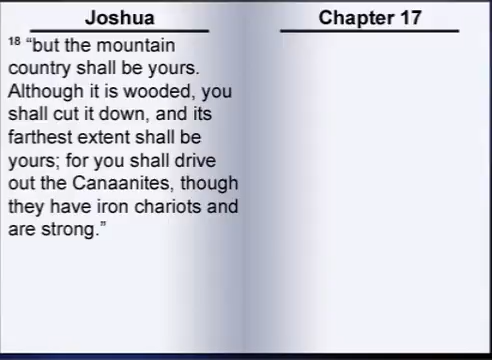 Joshua
Chapter 17
18 “but the mountain
country shall be yours.
Although it is wooded, you
shall cut it down, and its
farthest extent shall be
yours; for you shall drive
out the Canaanites, though
they have iron chariots and
are strong.”